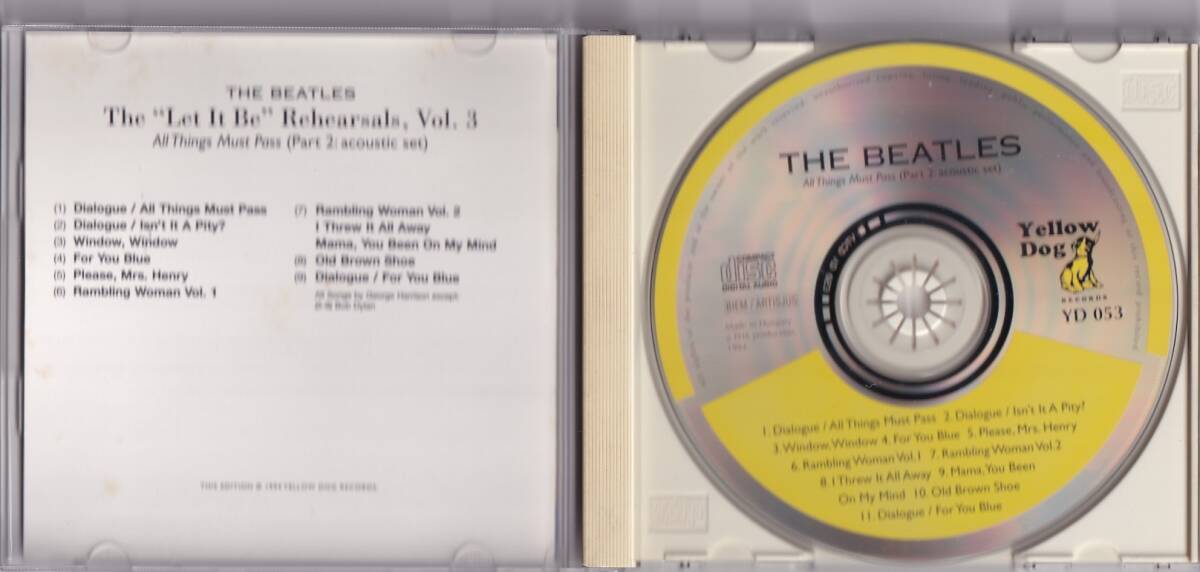 THE BEATLES
The "Let It Be" Rehearsals, Vol. 3
All Things Must Pass (Part 2: acoustic set)
(1) Dialogue / All Things Must Pass
(2) Dialogue / Isn't It A Pity?
(3) Window, Window
(4) For You Blue
(5) Please, Mrs. Henry
(6) Rambling Woman Vol. 1
(7) Rambling Woman Vol. 2
I Threw It All Away
Mama, You Been On My Mind
(8) Old Brown Shoe
(9) Dialogue / For You Blue
All Songs by George Harrison except
Bob Dylan
THIS EDITION © 1994 YELLOW DOG RECORDS
THE BEATLES
All Things Must Pass (Part 2: acoustic set)
COMPACT
disc
DIGITAL AUDIO
BIEM / ARTISJUS
Made in Hungary
Yellow
Dog
RECORDS
YD 053
1. Dialogue / All Things Must Pass 2. Dialogue / Isn't It A Pity?
3. Window, Window 4. For You Blue 5. Please, Mrs. Henry
6. Rambling Woman Vol.1 7. Rambling Woman Vol.2
8. I Threw It All Away 9. Mama, You Been
On My Mind 10. Old Brown Shoe
11. Dialogue / For You Blue